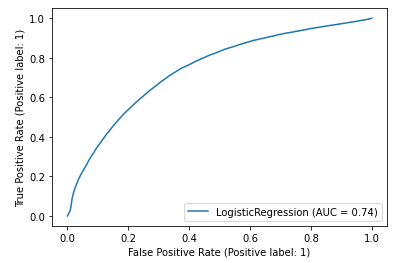 1.0
0.8
0.6
0.4
0.2
0.0
True Positive Rate (Positive label: 1)
LogisticRegression (AUC = 0.74)
0.0 0.2 0.4 0.6 0.8 1.0
False Positive Rate (Positive label: 1)